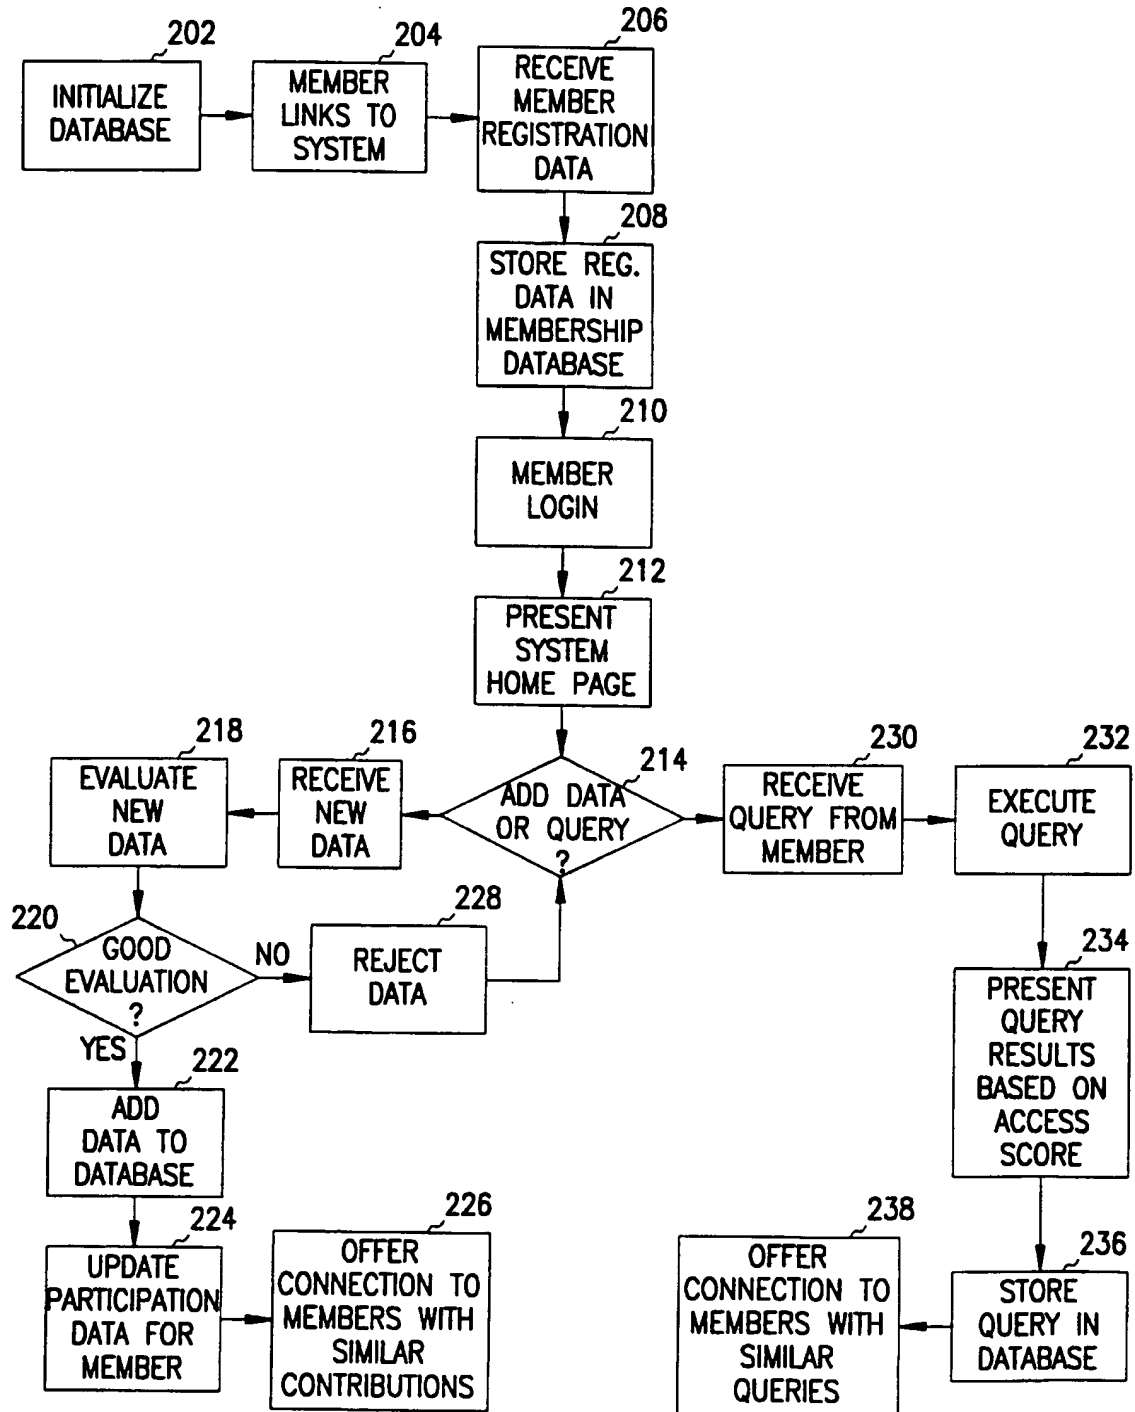 202
INITIALIZE
DATABASE
204
MEMBER
LINKS TO
SYSTEM
206
RECEIVE
MEMBER
REGISTRATION
DATA
208
STORE REG.
DATA IN
MEMBERSHIP
DATABASE
210
MEMBER
LOGIN
212
PRESENT
SYSTEM
HOME PAGE
214
ADD DATA
OR QUERY
?
216
RECEIVE
NEW
DATA
218
EVALUATE
NEW
DATA
220
GOOD
EVALUATION
?
NO
228
REJECT
DATA
YES
222
ADD
DATA TO
DATABASE
224
UPDATE
PARTICIPATION
DATA FOR
MEMBER
226
OFFER
CONNECTION TO
MEMBERS WITH
SIMILAR
CONTRIBUTIONS
230
RECEIVE
QUERY FROM
MEMBER
232
EXECUTE
QUERY
234
PRESENT
QUERY
RESULTS
BASED ON
ACCESS
SCORE
236
STORE
QUERY IN
DATABASE
238
OFFER
CONNECTION TO
MEMBERS WITH
SIMILAR
QUERIES